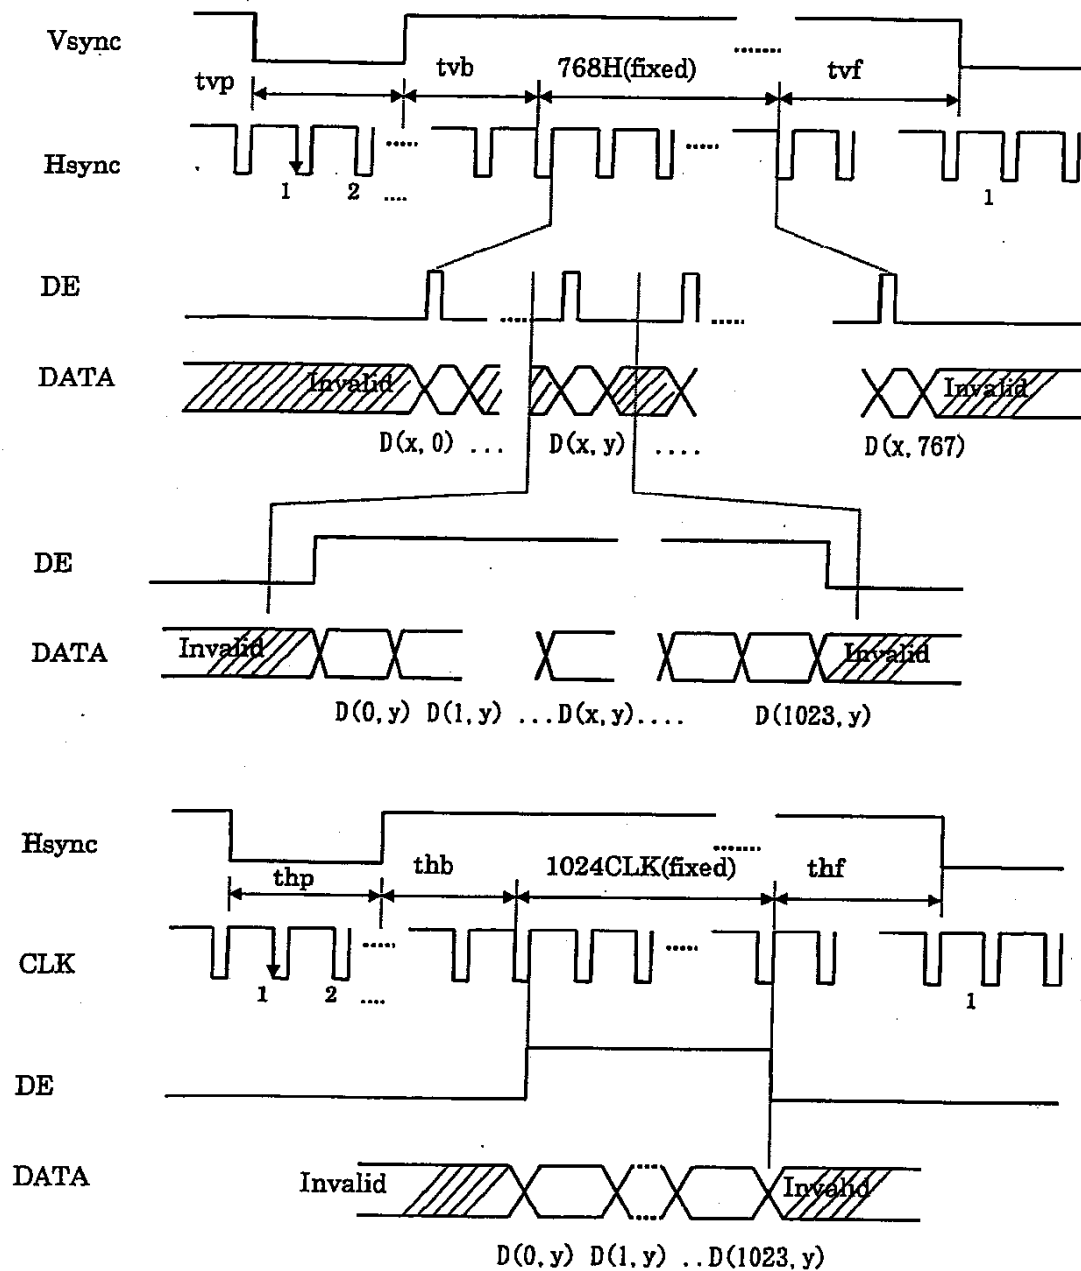 Vsync
tvp tvb 768H(fixed) tvf
Hsync
1 2 .... 1
DE
DATA Invalid Invalid
D(x,0) ... D(x,y) .... D(x,767)
DE
DATA Invalid Invalid
D(0,y) D(1,y) ...D(x,y).... D(1023,y)
Hsync
thp thb 1024CLK(fixed) thf
CLK
1 2 .... 1
DE
DATA Invalid Invalid
D(0,y) D(1,y) ..D(1023,y)